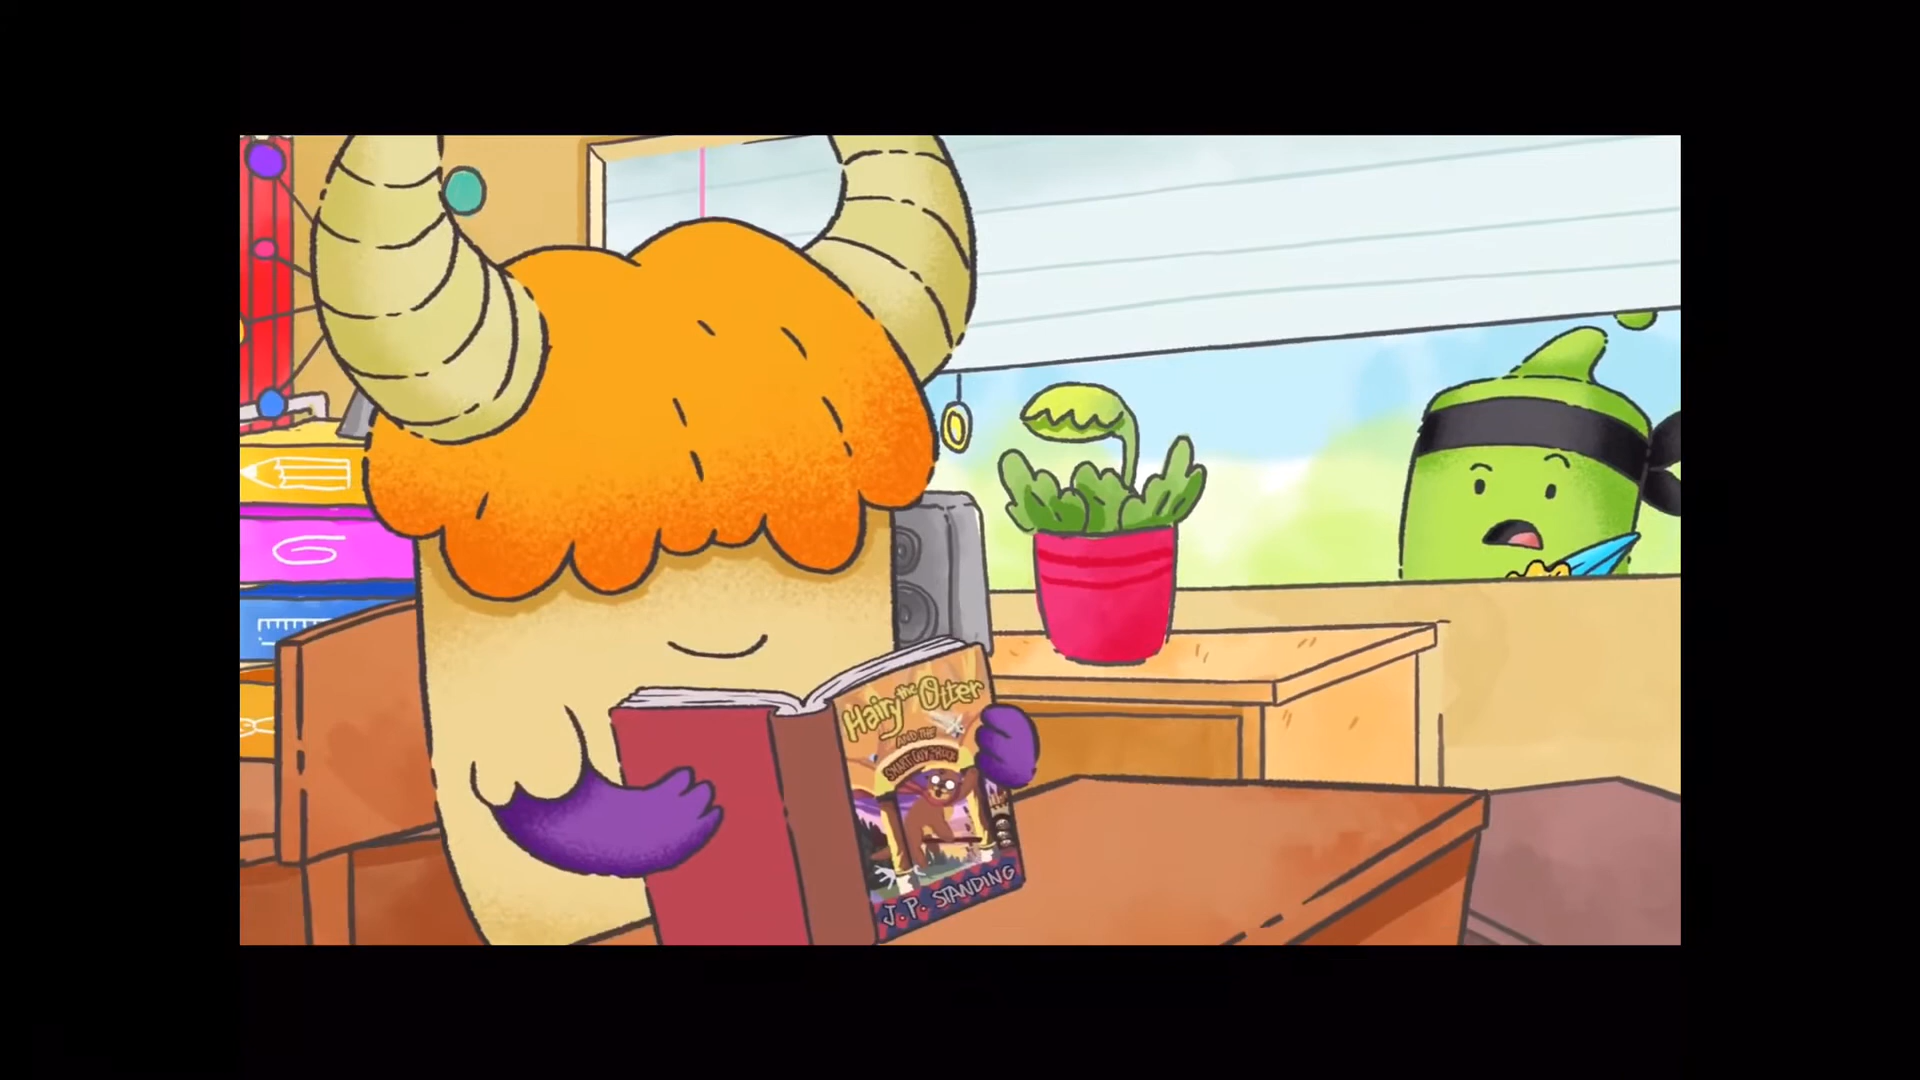 Hairy the Otter
AND THE
J. P. STANDING